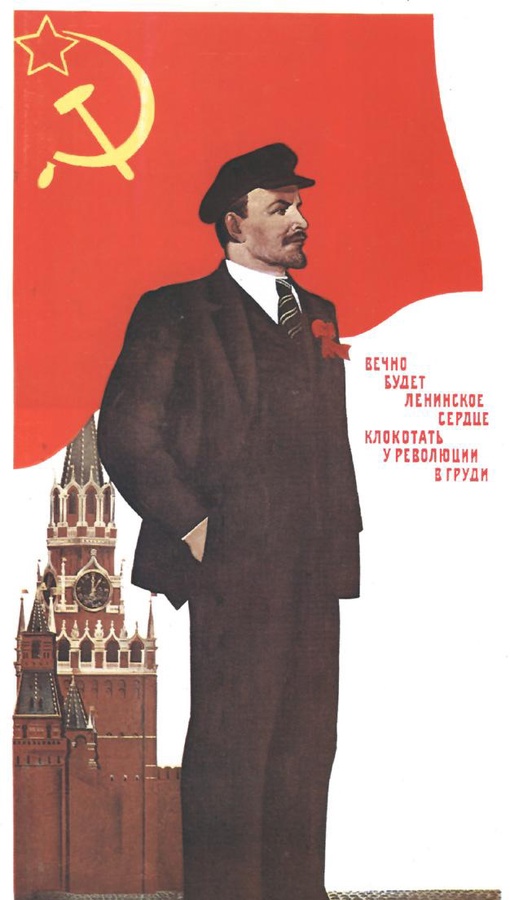 ВЕЧНО
БУДЕТ
ЛЕНИНСКОЕ
СЕРДЦЕ
КЛОКОТАТЬ
У РЕВОЛЮЦИИ
В ГРУДИ